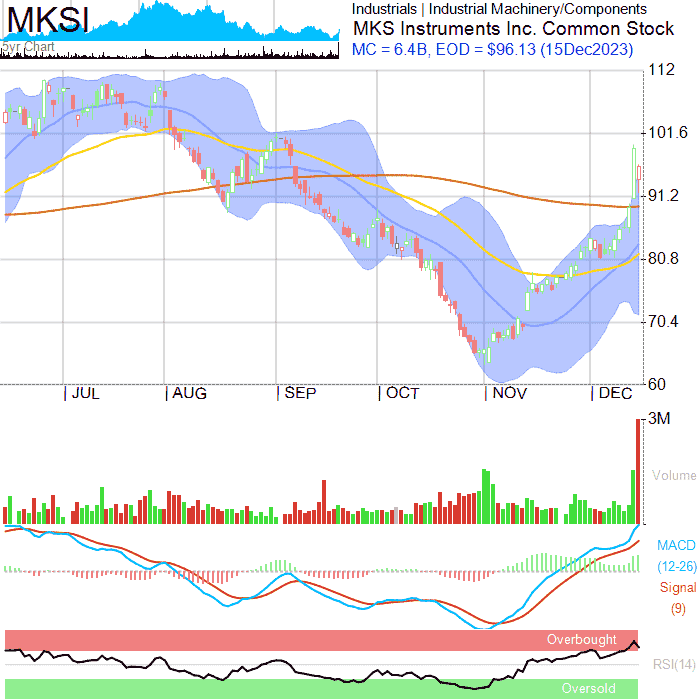 MKSI
5yr Chart
Industrials | Industrial Machinery/Components
MKS Instruments Inc. Common Stock
MC = 6.4B, EOD = $96.13 (15Dec2023)
112
101.6
91.2
80.8
70.4
60
JUL
AUG
SEP
OCT
NOV
DEC
3M
Volume
MACD
(12-26)
Signal
(9)
Overbought
RSI(14)
Oversold